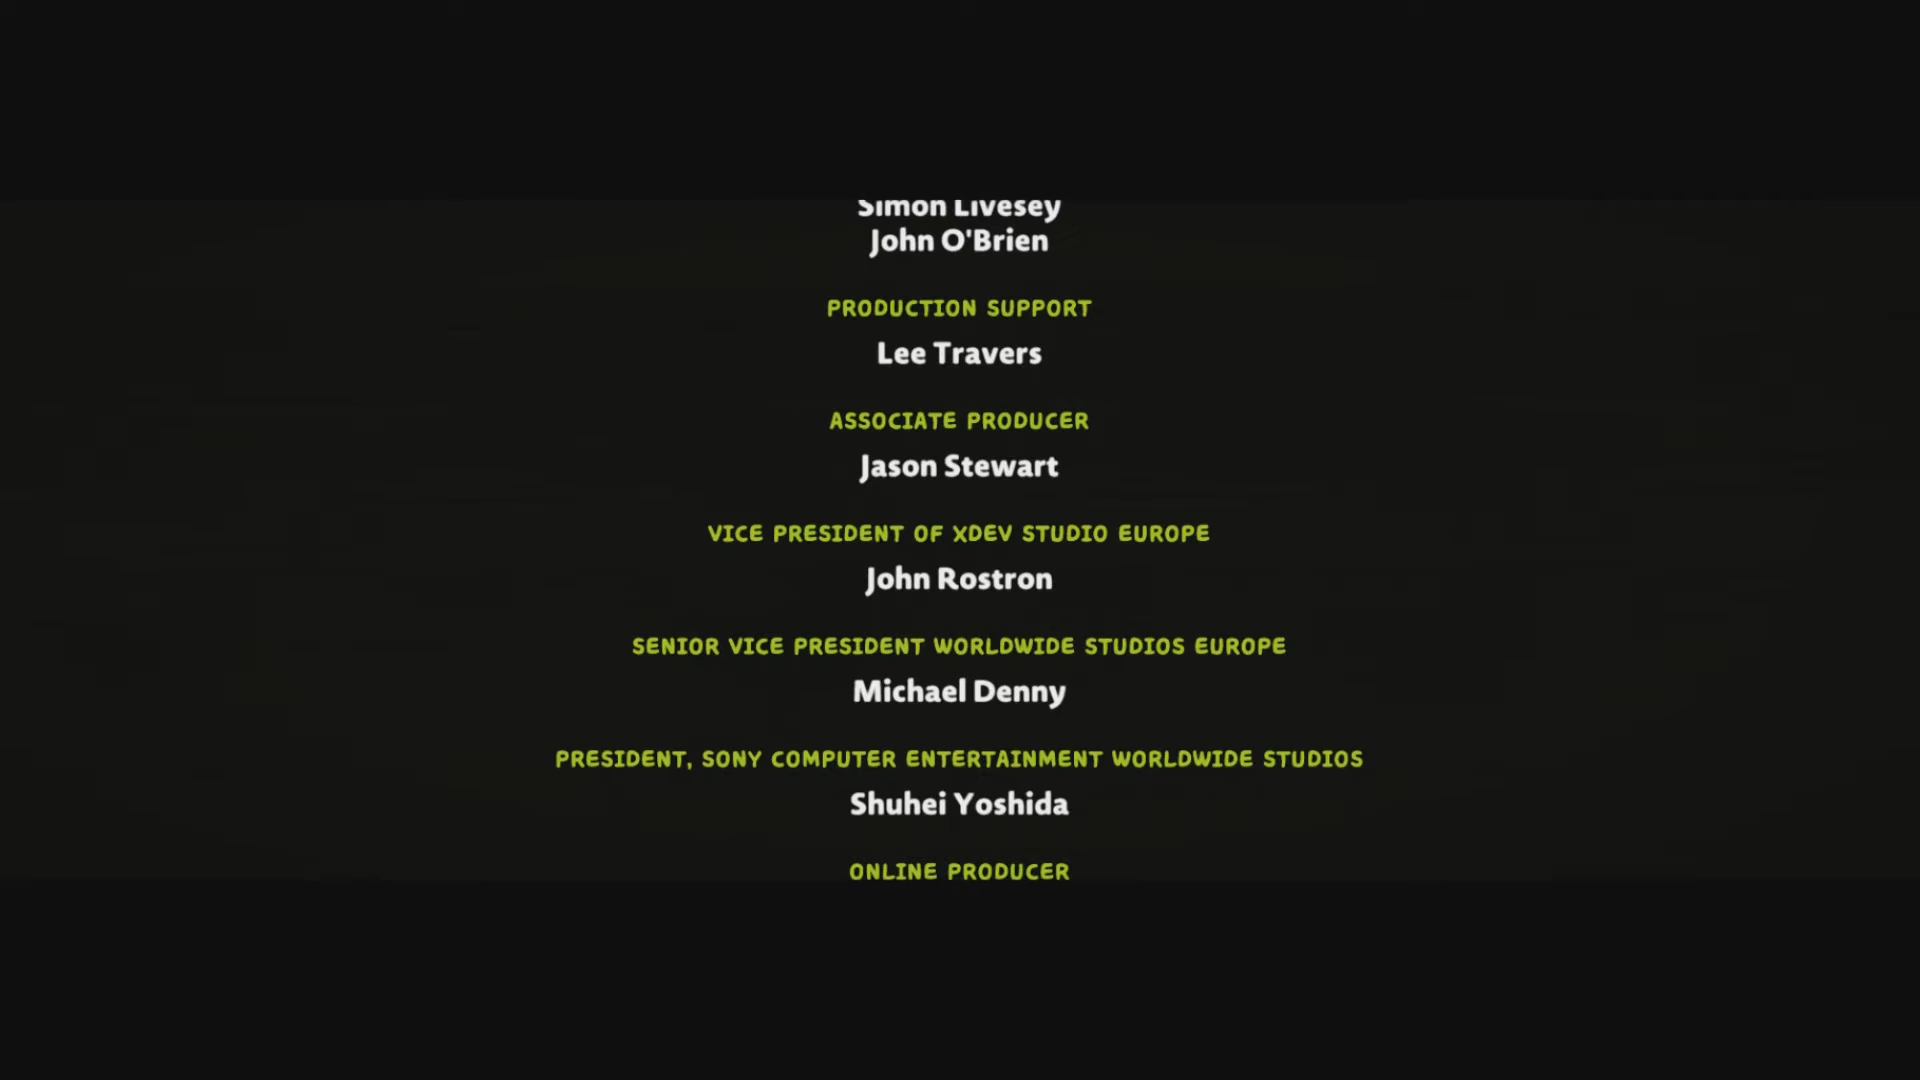 Simon Livesey
John O'Brien
PRODUCTION SUPPORT
Lee Travers
ASSOCIATE PRODUCER
Jason Stewart
VICE PRESIDENT OF XDEV STUDIO EUROPE
John Rostron
SENIOR VICE PRESIDENT WORLDWIDE STUDIOS EUROPE
Michael Denny
PRESIDENT, SONY COMPUTER ENTERTAINMENT WORLDWIDE STUDIOS
Shuhei Yoshida
ONLINE PRODUCER